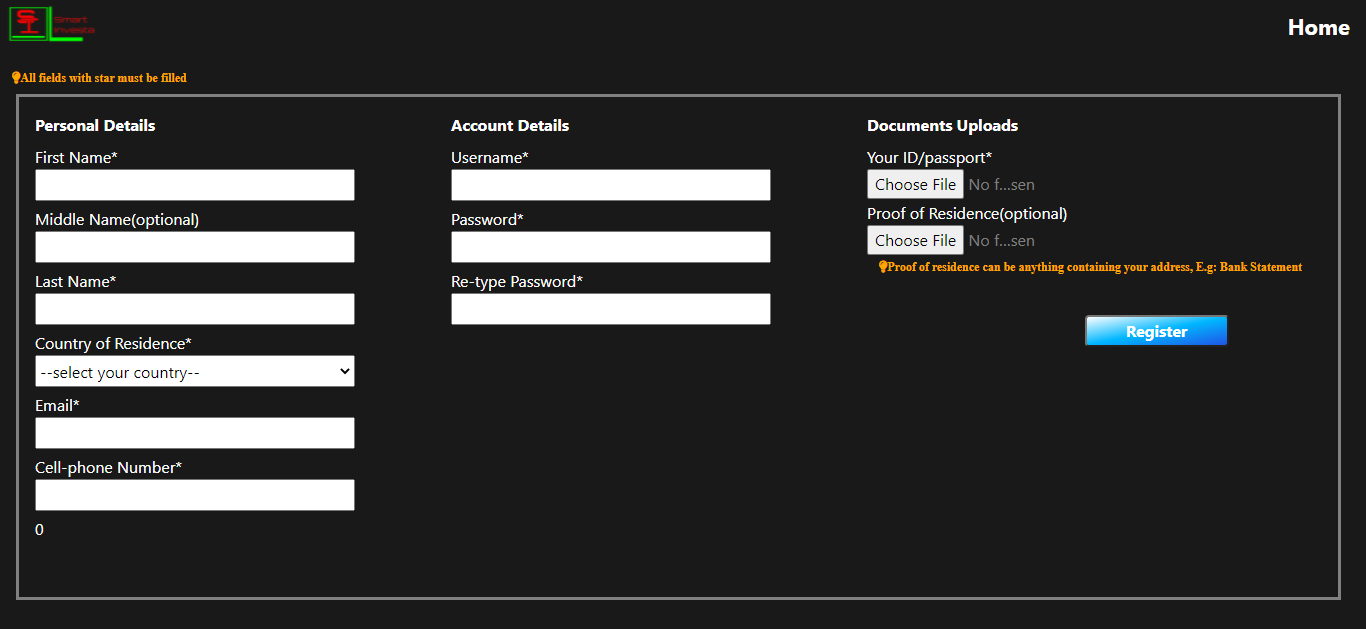 Smart
Investa
Home
All fields with star must be filled
Personal Details
First Name*
Middle Name(optional)
Last Name*
Country of Residence*
--select your country--
Email*
Cell-phone Number*
0
Account Details
Username*
Password*
Re-type Password*
Documents Uploads
Your ID/passport*
Choose File No f...sen
Proof of Residence(optional)
Choose File No f...sen
Proof of residence can be anything containing your address, E.g: Bank Statement
Register